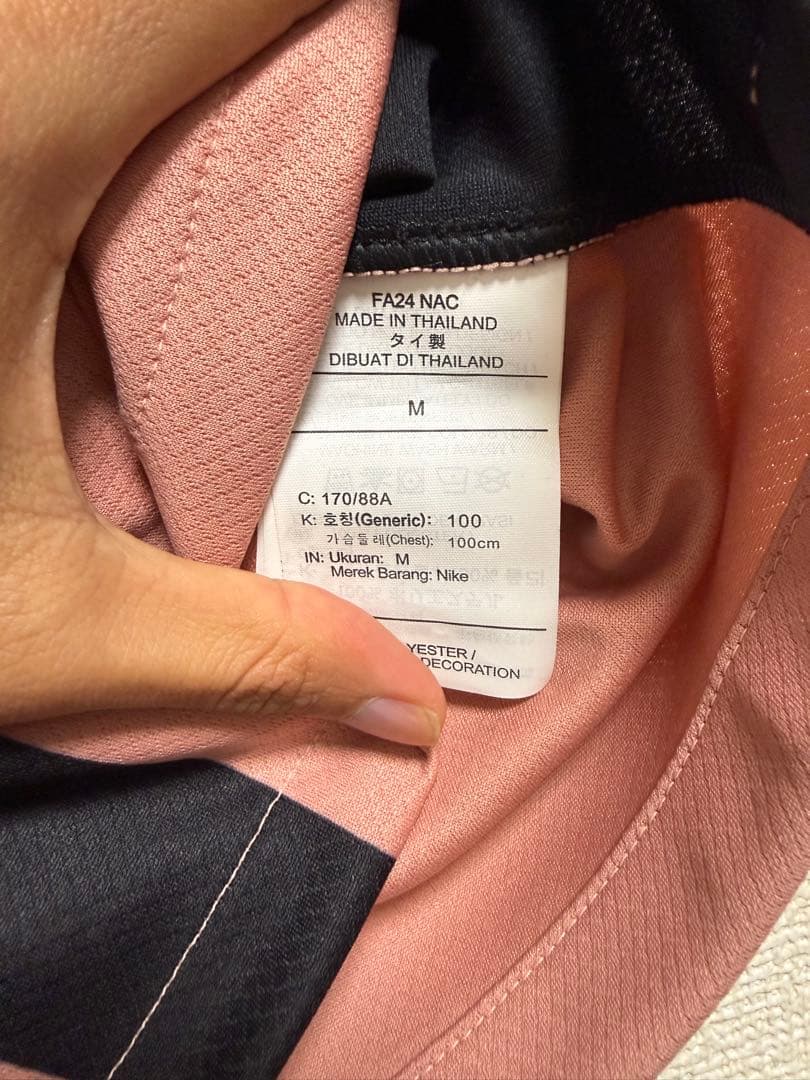 FA24 NAC
MADE IN THAILAND
タイ製
DIBUAT DI THAILAND
M
C: 170/88A
K: 호칭(Generic): 100
가슴둘레(Chest): 100cm
IN: Ukuran: M
Merek Barang: Nike
YESTER /
DECORATION